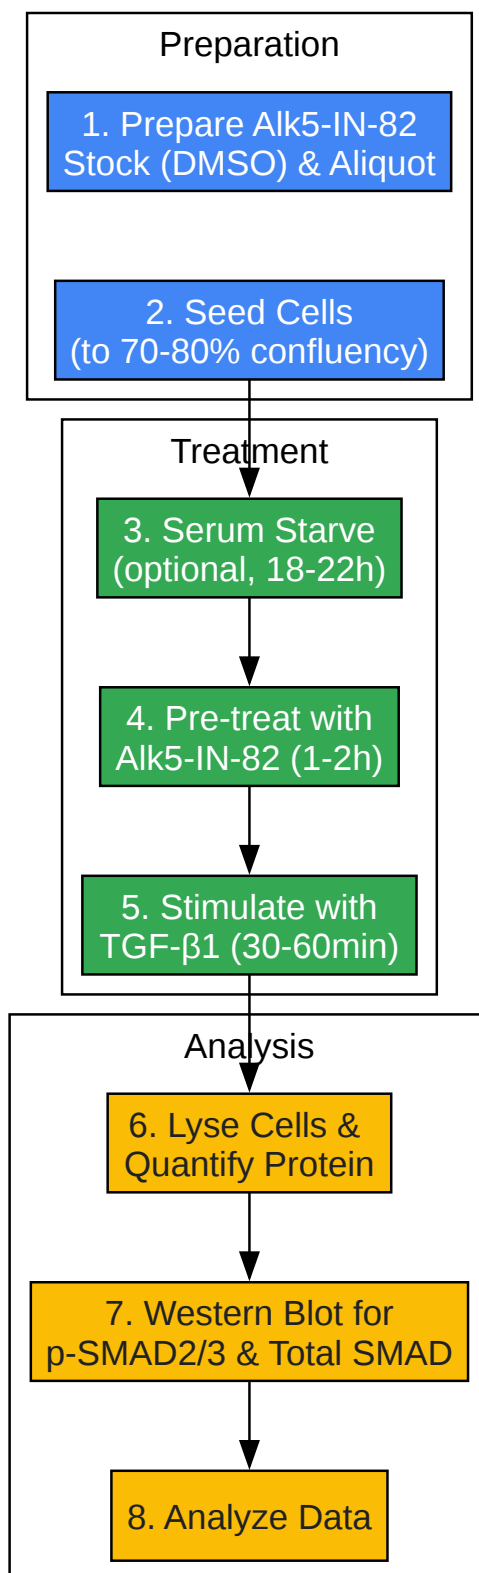 Preparation
1. Prepare Alk5-IN-82
Stock (DMSO) & Aliquot
2. Seed Cells
(to 70-80% confluency)
Treatment
3. Serum Starve
(optional, 18-22h)
4. Pre-treat with
Alk5-IN-82 (1-2h)
5. Stimulate with
TGF-β1 (30-60min)
Analysis
6. Lyse Cells &
Quantify Protein
7. Western Blot for
p-SMAD2/3 & Total SMAD
8. Analyze Data